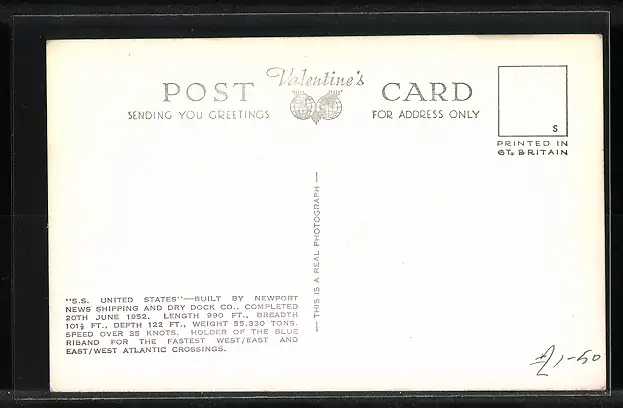 Valentine's
POST CARD
SENDING YOU GREETINGS
FOR ADDRESS ONLY
S
PRINTED IN
GT. BRITAIN
— THIS IS A REAL PHOTOGRAPH —
"S.S. UNITED STATES"—BUILT BY NEWPORT
NEWS SHIPPING AND DRY DOCK CO., COMPLETED
20TH JUNE 1952. LENGTH 990 FT., BREADTH
101½ FT., DEPTH 122 FT., WEIGHT 55,330 TONS.
SPEED OVER 35 KNOTS. HOLDER OF THE BLUE
RIBAND FOR THE FASTEST WEST/EAST AND
EAST/WEST ATLANTIC CROSSINGS.
£1-50